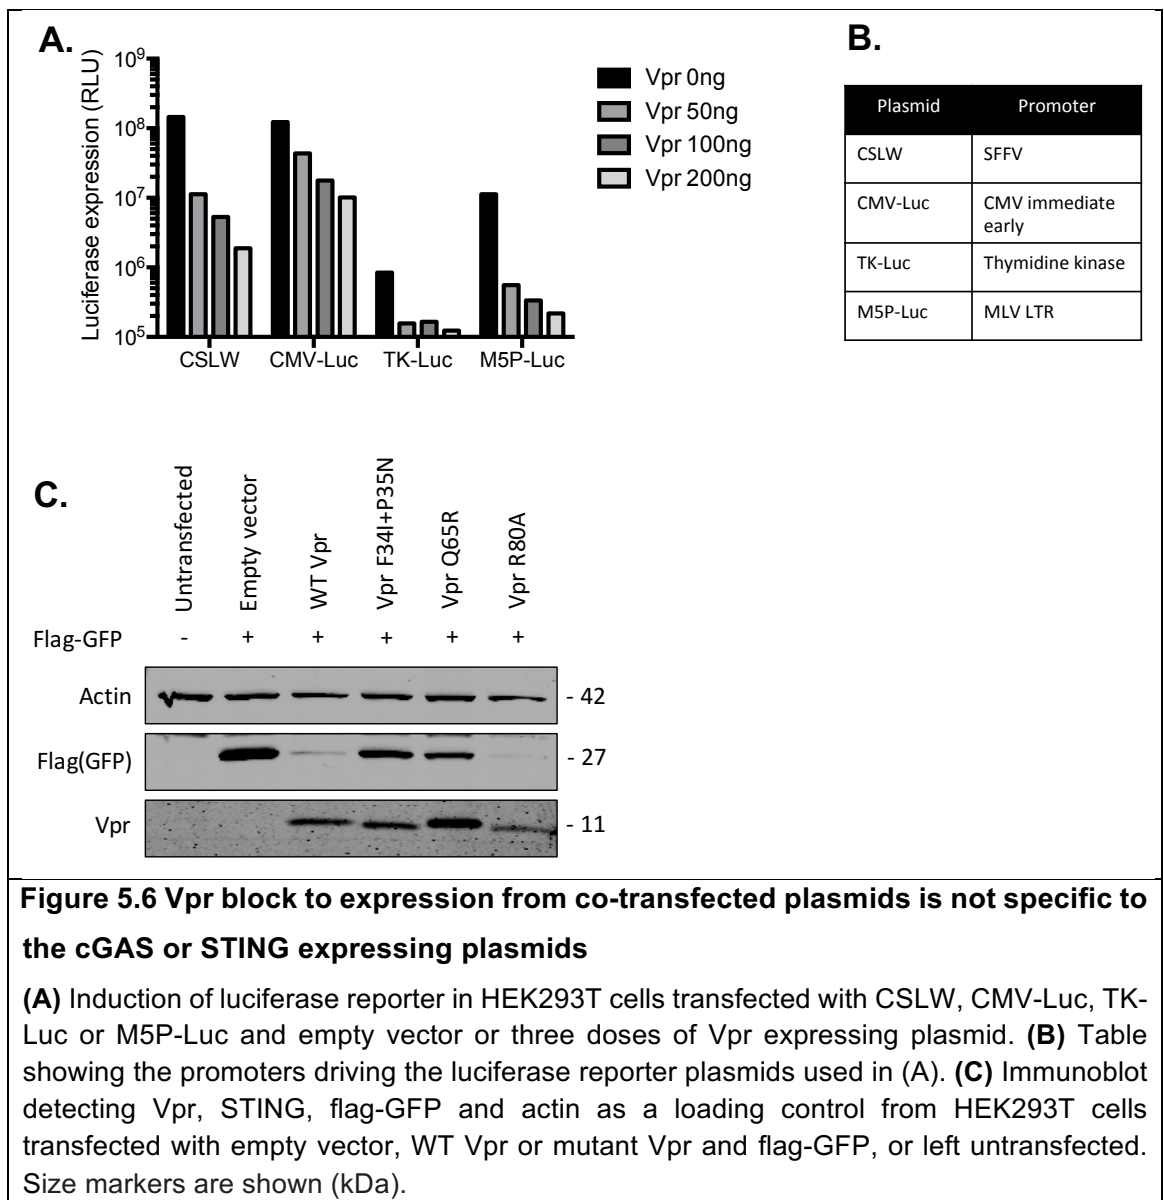 A.
Luciferase expression (RLU)
10⁹
10⁸
10⁷
10⁶
10⁵
CSLW CMV-Luc TK-Luc M5P-Luc
Vpr 0ng
Vpr 50ng
Vpr 100ng
Vpr 200ng
B.
Plasmid Promoter
CSLW SFFV
CMV-Luc CMV immediate
early
TK-Luc Thymidine kinase
M5P-Luc MLV LTR
C.
Untransfected
Empty vector
WT Vpr
Vpr F34I+P35N
Vpr Q65R
Vpr R80A
Flag-GFP - + + + + +
Actin - 42
Flag(GFP) - 27
Vpr - 11
Figure 5.6 Vpr block to expression from co-transfected plasmids is not specific to
the cGAS or STING expressing plasmids
(A) Induction of luciferase reporter in HEK293T cells transfected with CSLW, CMV-Luc, TK-
Luc or M5P-Luc and empty vector or three doses of Vpr expressing plasmid. (B) Table
showing the promoters driving the luciferase reporter plasmids used in (A). (C) Immunoblot
detecting Vpr, STING, flag-GFP and actin as a loading control from HEK293T cells
transfected with empty vector, WT Vpr or mutant Vpr and flag-GFP, or left untransfected.
Size markers are shown (kDa).